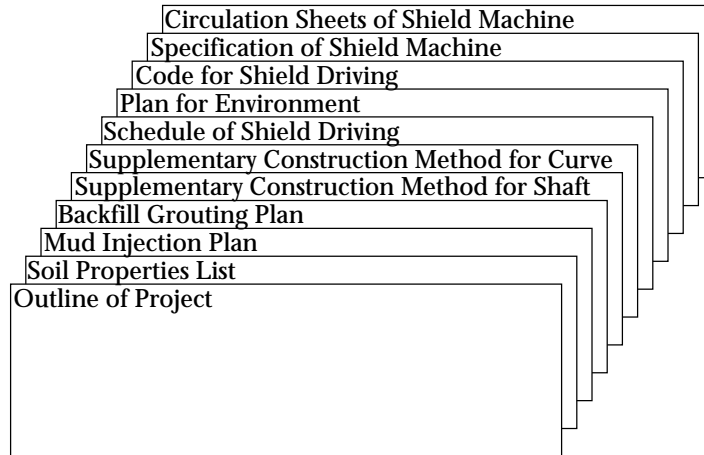 Circulation Sheets of Shield Machine
Specification of Shield Machine
Code for Shield Driving
Plan for Environment
Schedule of Shield Driving
Supplementary Construction Method for Curve
Supplementary Construction Method for Shaft
Backfill Grouting Plan
Mud Injection Plan
Soil Properties List
Outline of Project